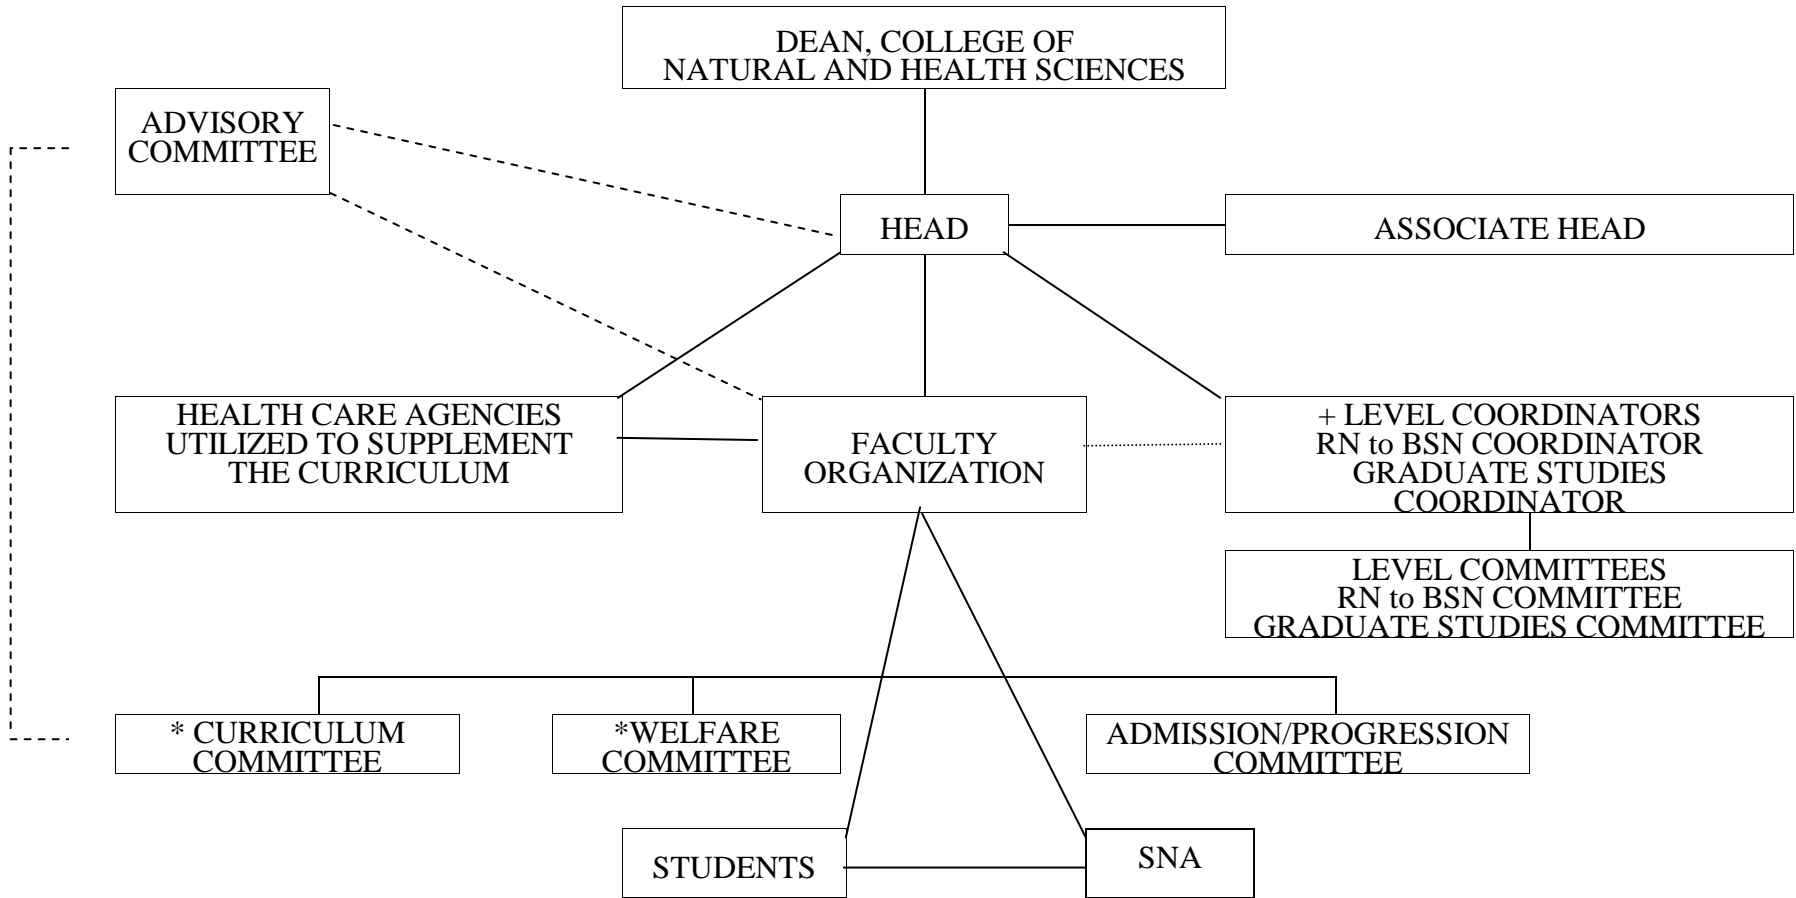 DEAN, COLLEGE OF
NATURAL AND HEALTH SCIENCES
ADVISORY
COMMITTEE
HEAD
ASSOCIATE HEAD
HEALTH CARE AGENCIES
UTILIZED TO SUPPLEMENT
THE CURRICULUM
FACULTY
ORGANIZATION
+ LEVEL COORDINATORS
RN to BSN COORDINATOR
GRADUATE STUDIES
COORDINATOR
LEVEL COMMITTEES
RN to BSN COMMITTEE
GRADUATE STUDIES COMMITTEE
* CURRICULUM
COMMITTEE
*WELFARE
COMMITTEE
ADMISSION/PROGRESSION
COMMITTEE
STUDENTS
SNA